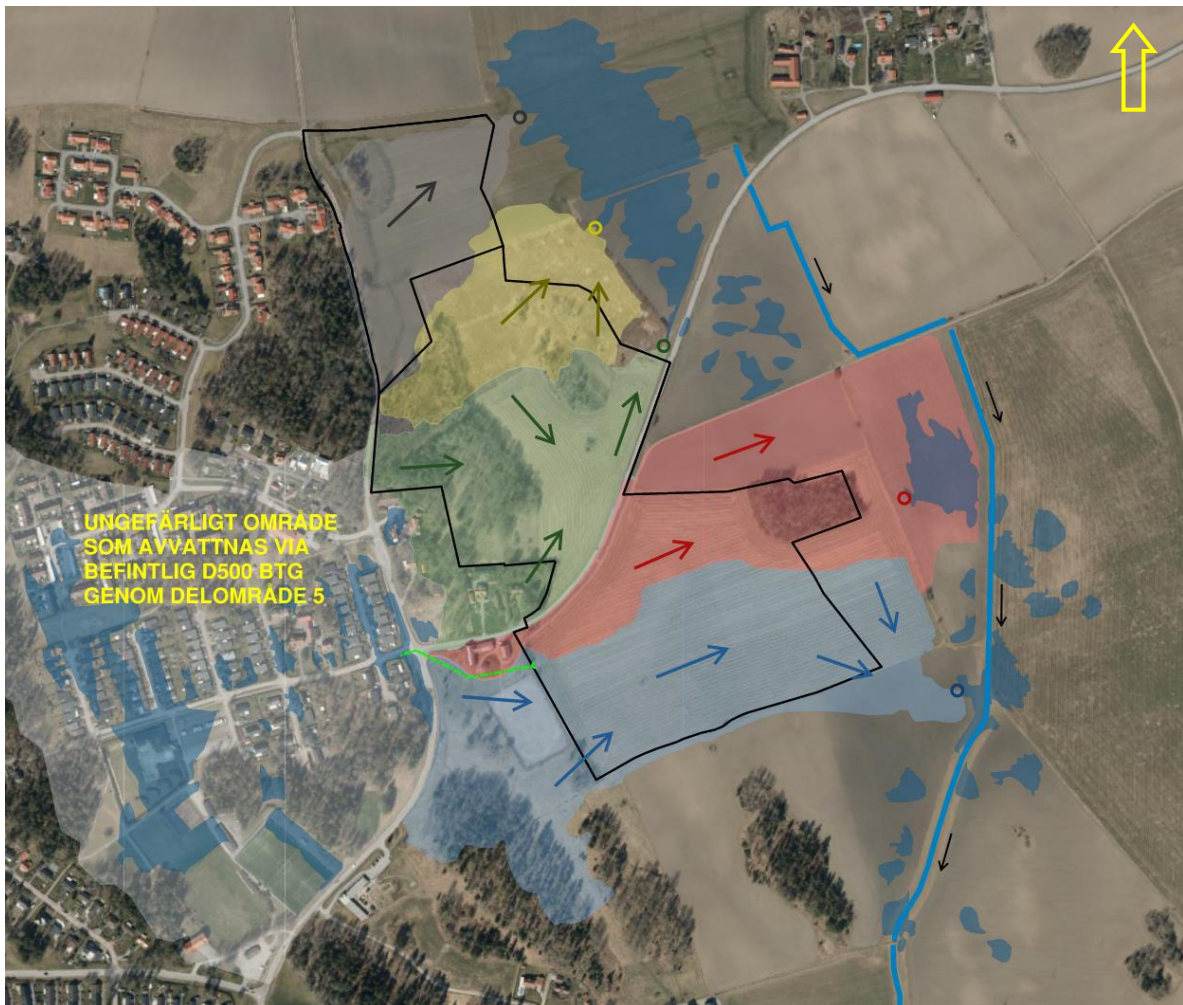 UNGEFÄRLIGT OMRÅDE
SOM AVVATTNAS VIA
BEFINTLIG D500 BTG
GENOM DELOMRÅDE 5